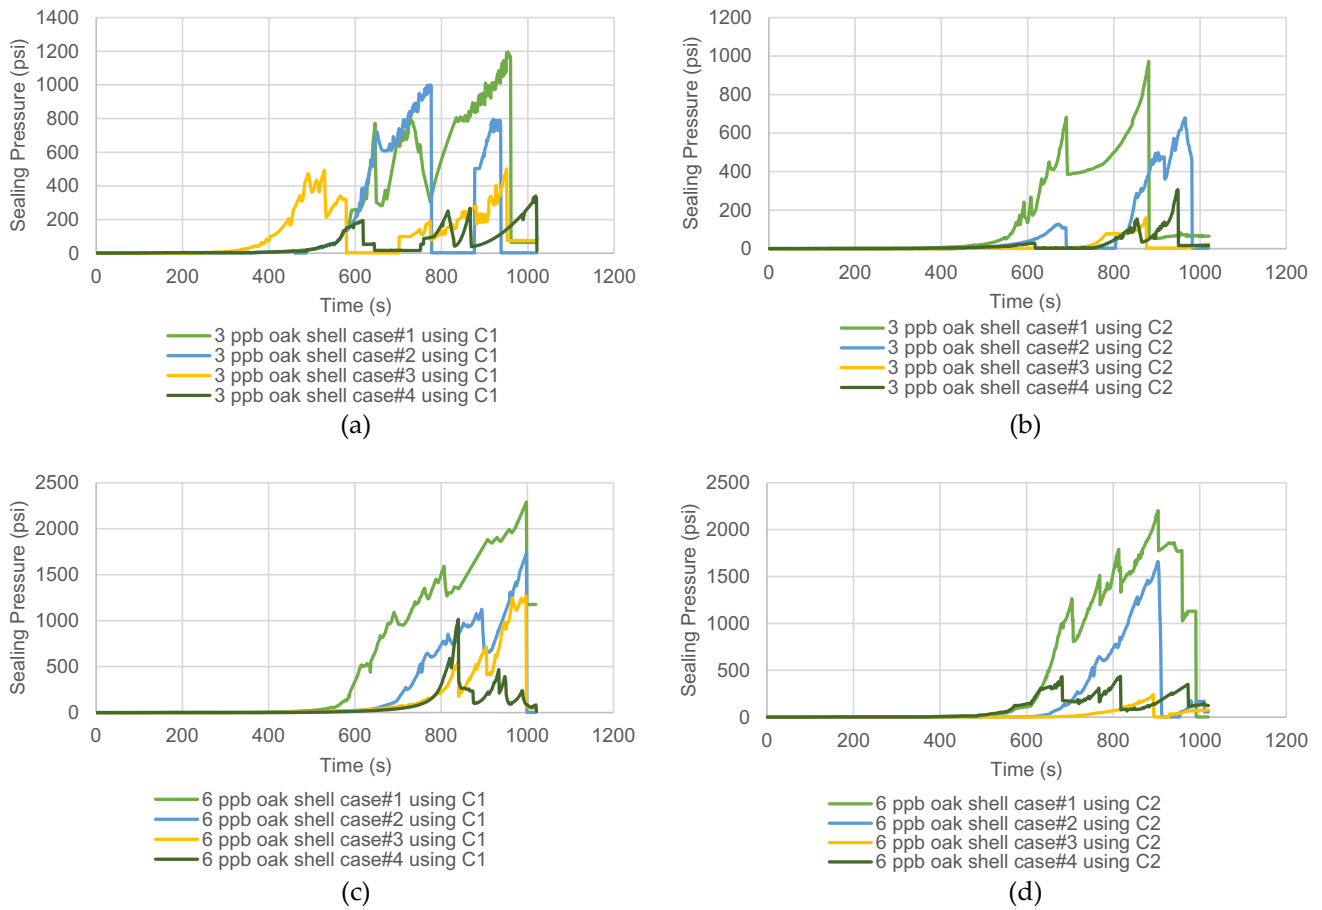 1400
1200
1000
800
600
400
200
0
Sealing Pressure (psi)
0 200 400 600 800 1000 1200
Time (s)
3 ppb oak shell case#1 using C1
3 ppb oak shell case#2 using C1
3 ppb oak shell case#3 using C1
3 ppb oak shell case#4 using C1
(a)
1200
1000
800
600
400
200
0
Sealing Pressure (psi)
0 200 400 600 800 1000 1200
Time (s)
3 ppb oak shell case#1 using C2
3 ppb oak shell case#2 using C2
3 ppb oak shell case#3 using C2
3 ppb oak shell case#4 using C2
(b)
2500
2000
1500
1000
500
0
Sealing Pressure (psi)
0 200 400 600 800 1000 1200
Time (s)
6 ppb oak shell case#1 using C1
6 ppb oak shell case#2 using C1
6 ppb oak shell case#3 using C1
6 ppb oak shell case#4 using C1
(c)
2500
2000
1500
1000
500
0
Sealing Pressure (psi)
0 200 400 600 800 1000 1200
Time (s)
6 ppb oak shell case#1 using C2
6 ppb oak shell case#2 using C2
6 ppb oak shell case#3 using C2
6 ppb oak shell case#4 using C2
(d)